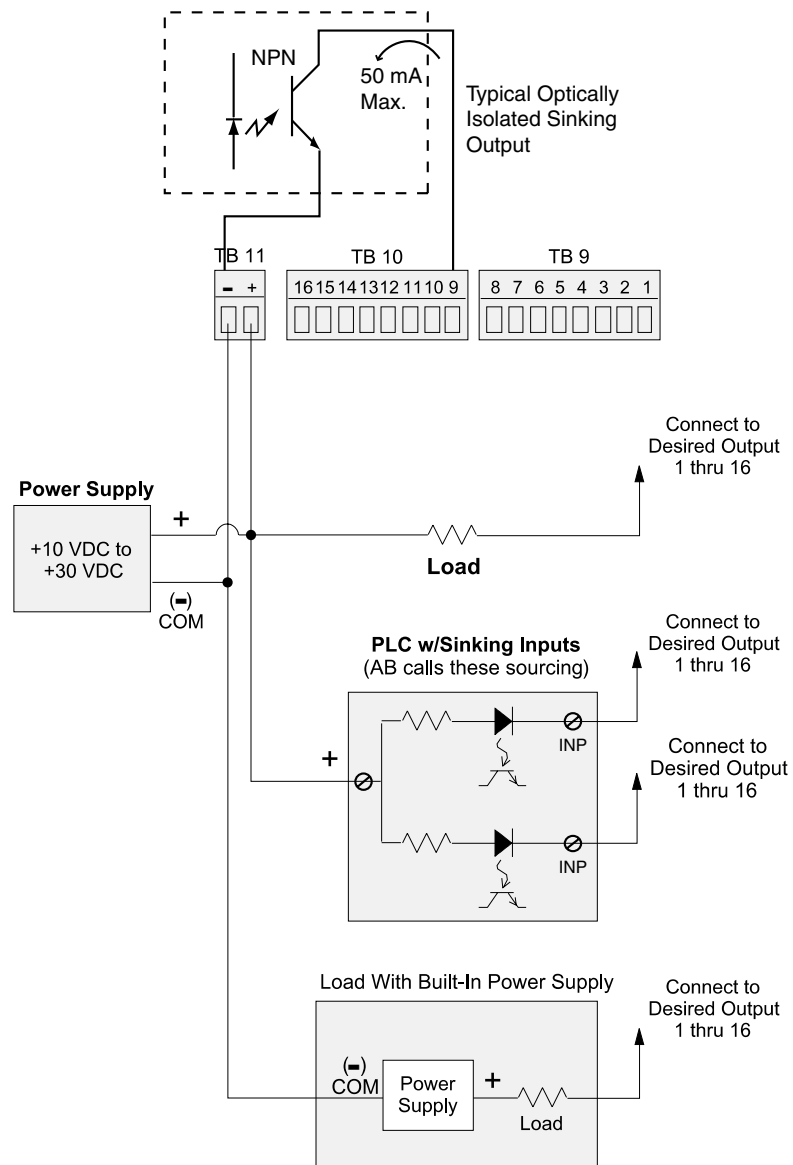 NPN
50 mA
Max.
Typical Optically
Isolated Sinking
Output
TB 11
TB 10
TB 9
- +
16 15 14 13 12 11 10 9
8 7 6 5 4 3 2 1
Connect to
Desired Output
1 thru 16
Power Supply
+
+10 VDC to
+30 VDC
(-)
COM
Load
PLC w/Sinking Inputs
(AB calls these sourcing)
Connect to
Desired Output
1 thru 16
INP
+
Connect to
Desired Output
1 thru 16
INP
Load With Built-In Power Supply
Connect to
Desired Output
1 thru 16
(-)
COM
Power
Supply
+
Load